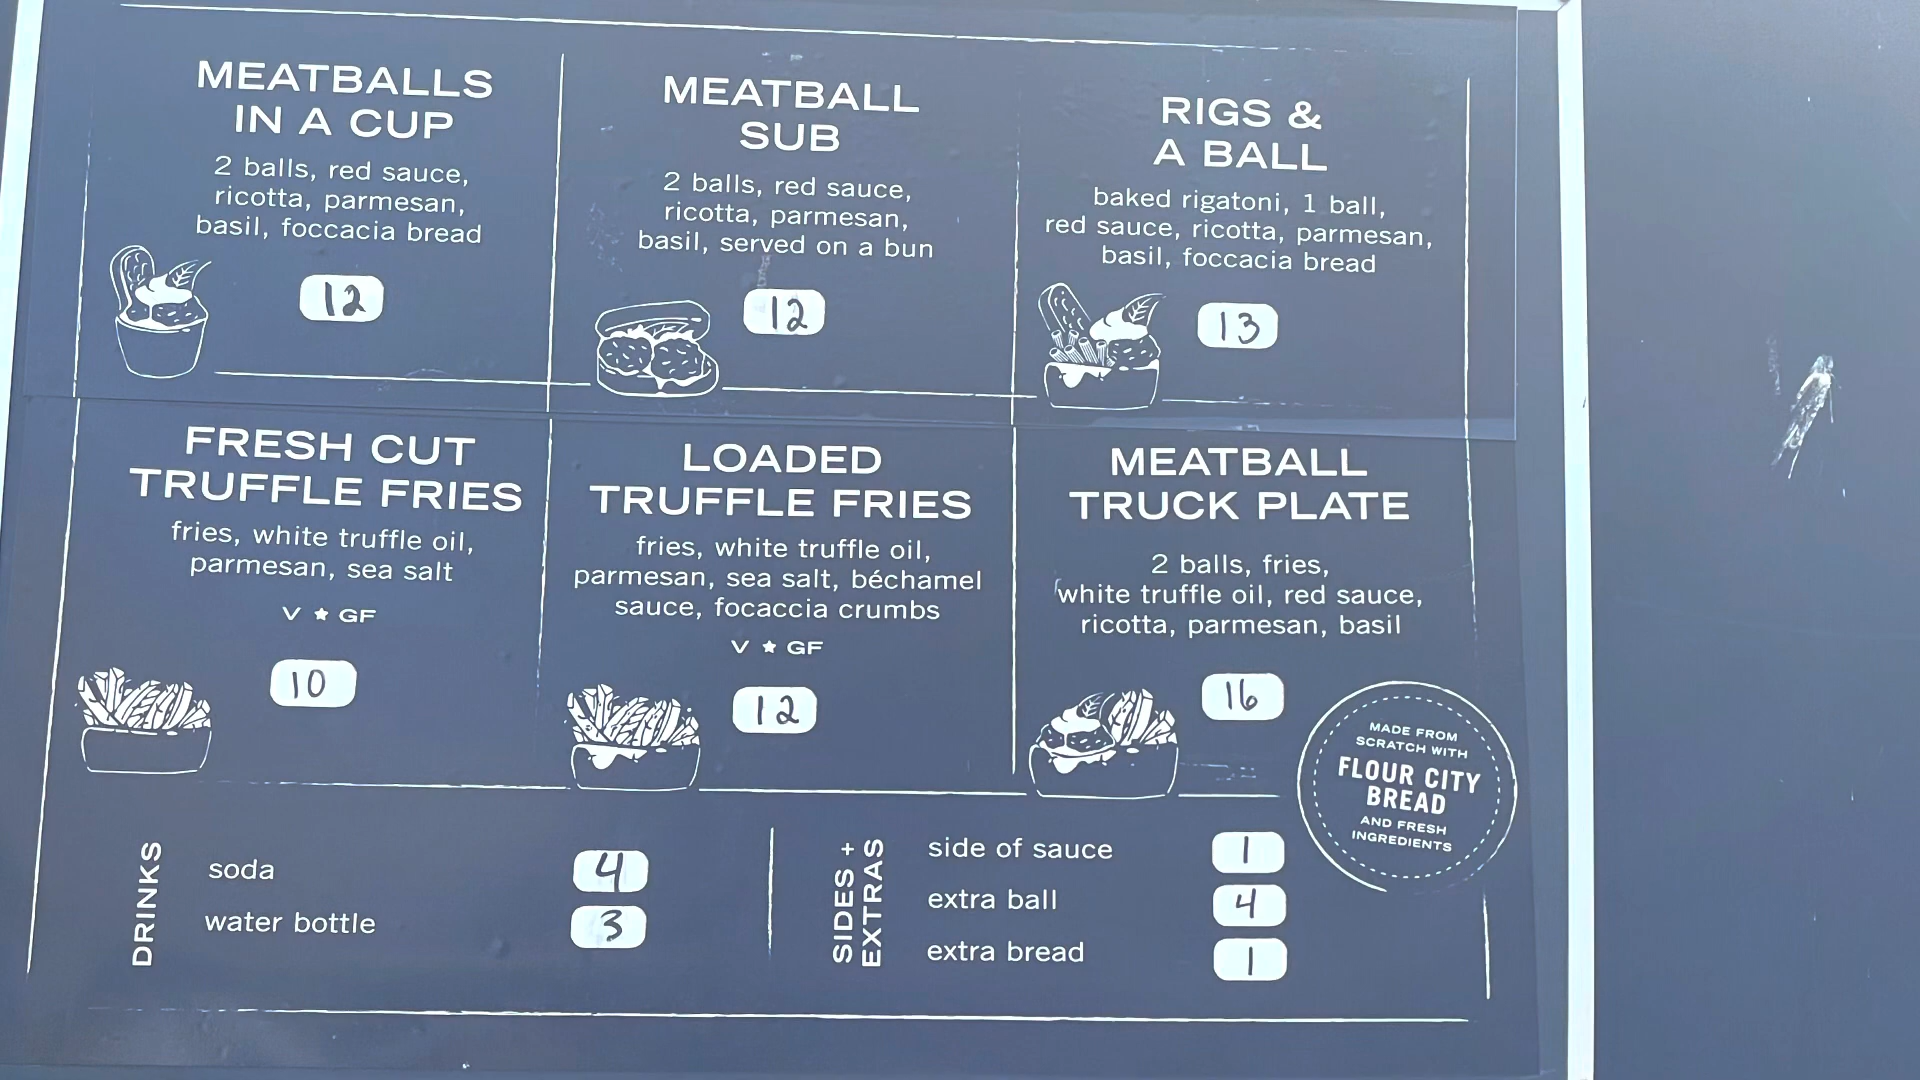 MEATBALLS
IN A CUP
2 balls, red sauce,
ricotta, parmesan,
basil, foccacia bread
12
MEATBALL
SUB
2 balls, red sauce,
ricotta, parmesan,
basil, served on a bun
12
RIGS &
A BALL
baked rigatoni, 1 ball,
red sauce, ricotta, parmesan,
basil, foccacia bread
13
FRESH CUT
TRUFFLE FRIES
fries, white truffle oil,
parmesan, sea salt
V ★ GF
10
LOADED
TRUFFLE FRIES
fries, white truffle oil,
parmesan, sea salt, béchamel
sauce, focaccia crumbs
V ★ GF
12
MEATBALL
TRUCK PLATE
2 balls, fries,
white truffle oil, red sauce,
ricotta, parmesan, basil
16
MADE FROM
SCRATCH WITH
FLOUR CITY
BREAD
AND FRESH
INGREDIENTS
DRINKS
soda 4
water bottle 3
SIDES +
EXTRAS
side of sauce 1
extra ball 4
extra bread 1